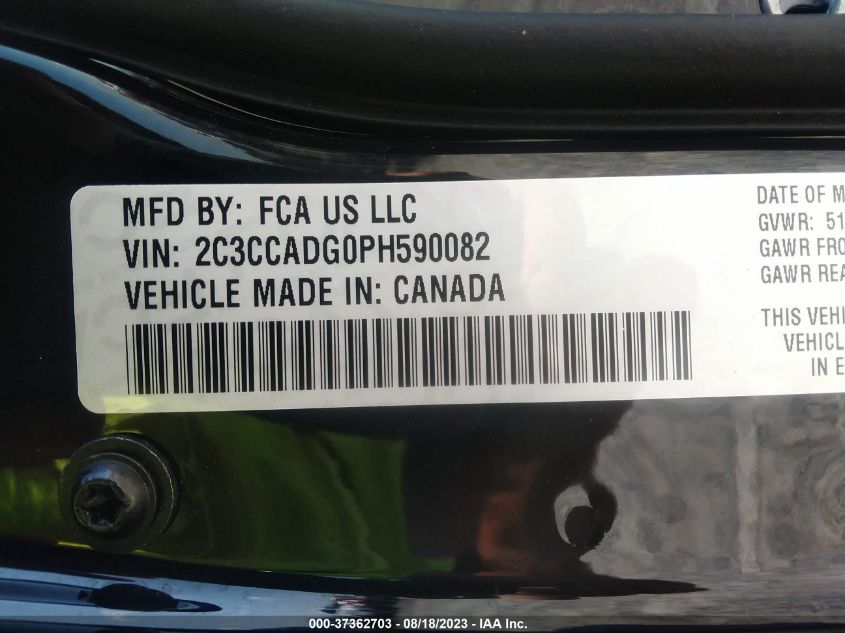 MFD BY: FCA US LLC
VIN: 2C3CCADG0PH590082
VEHICLE MADE IN: CANADA
DATE OF M
GVWR: 51
GAWR FRO
GAWR REA
THIS VEHI
VEHICL
IN E
000-37362703 - 08/18/2023 - IAA Inc.